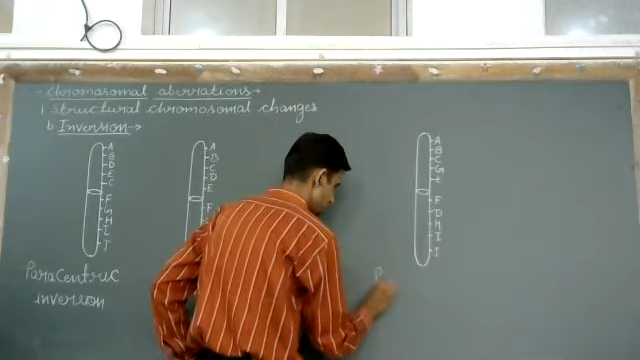 Chromosomal aberrations-
1. Structural chromosomal changes
b Inversion->
A
B
D
E
C
F
G
H
I
J
A
B
C
D
E
F
A
B
C
G
E
F
D
H
I
J
ParaCentric
inversion
P